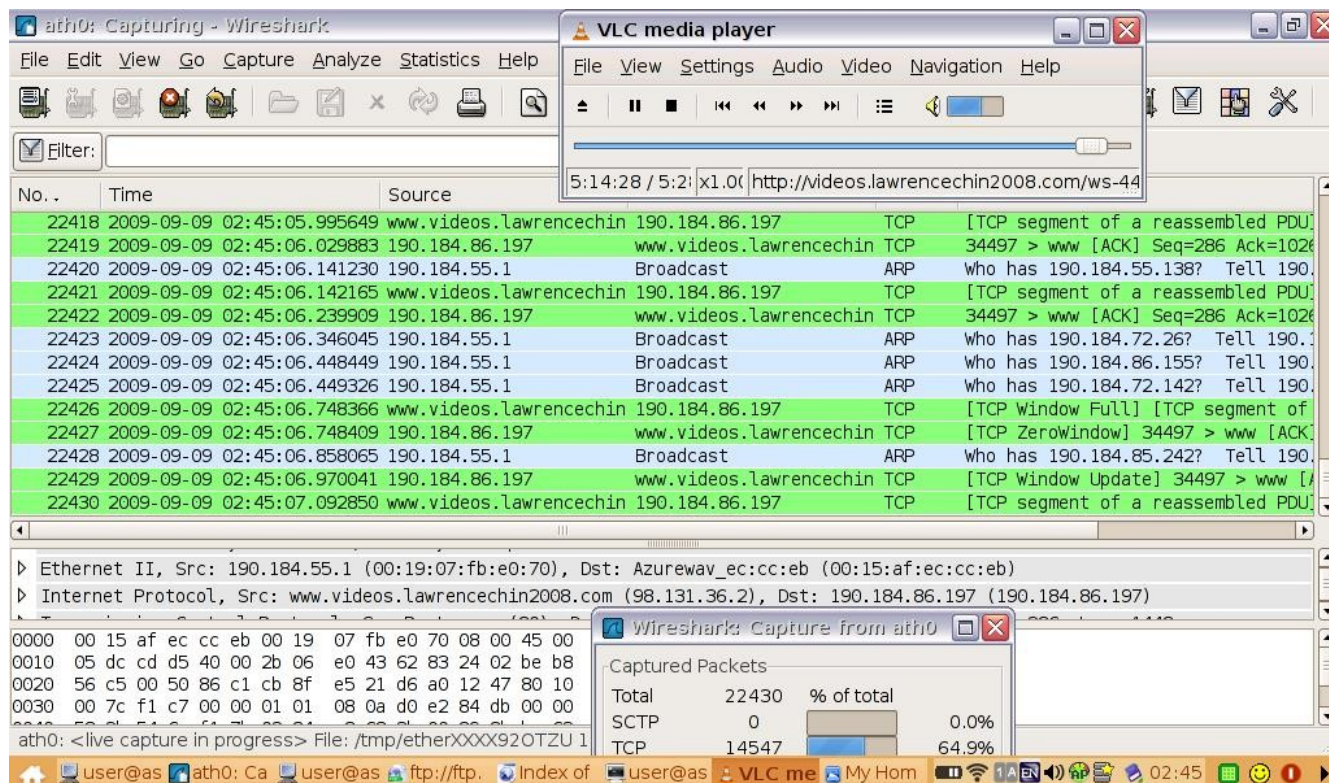 ath0: Capturing - Wireshark
VLC media player
File Edit View Go Capture Analyze Statistics Help
File View Settings Audio Video Navigation Help
Filter:
5:14:28 / 5:2 x1.0 http://videos.lawrencechin2008.com/ws-44
No. . Time Source
22418 2009-09-09 02:45:05.995649 www.videos.lawrencechin 190.184.86.197 TCP [TCP segment of a reassembled PDU]
22419 2009-09-09 02:45:06.029883 190.184.86.197 www.videos.lawrencechin TCP 34497 > www [ACK] Seq=286 Ack=1026
22420 2009-09-09 02:45:06.141230 190.184.55.1 Broadcast ARP Who has 190.184.55.138? Tell 190.
22421 2009-09-09 02:45:06.142165 www.videos.lawrencechin 190.184.86.197 TCP [TCP segment of a reassembled PDU]
22422 2009-09-09 02:45:06.239909 190.184.86.197 www.videos.lawrencechin TCP 34497 > www [ACK] Seq=286 Ack=1026
22423 2009-09-09 02:45:06.346045 190.184.55.1 Broadcast ARP Who has 190.184.72.26? Tell 190.1
22424 2009-09-09 02:45:06.448449 190.184.55.1 Broadcast ARP Who has 190.184.86.155? Tell 190.
22425 2009-09-09 02:45:06.449326 190.184.55.1 Broadcast ARP Who has 190.184.72.142? Tell 190.
22426 2009-09-09 02:45:06.748366 www.videos.lawrencechin 190.184.86.197 TCP [TCP Window Full] [TCP segment of
22427 2009-09-09 02:45:06.748409 190.184.86.197 www.videos.lawrencechin TCP [TCP ZeroWindow] 34497 > www [ACK]
22428 2009-09-09 02:45:06.858065 190.184.55.1 Broadcast ARP Who has 190.184.85.242? Tell 190.
22429 2009-09-09 02:45:06.970041 190.184.86.197 www.videos.lawrencechin TCP [TCP Window Update] 34497 > www [A
22430 2009-09-09 02:45:07.092850 www.videos.lawrencechin 190.184.86.197 TCP [TCP segment of a reassembled PDU]
Ethernet II, Src: 190.184.55.1 (00:19:07:fb:e0:70), Dst: Azurewav_ec:cc:eb (00:15:af:ec:cc:eb)
Internet Protocol, Src: www.videos.lawrencechin2008.com (98.131.36.2), Dst: 190.184.86.197 (190.184.86.197)
0000 00 15 af ec cc eb 00 19 07 fb e0 70 08 00 45 00
0010 05 dc cd d5 40 00 2b 06 e0 43 62 83 24 02 be b8
0020 56 c5 00 50 86 c1 cb 8f e5 21 d6 a0 12 47 80 10
0030 00 7c f1 c7 00 00 01 01 08 0a d0 e2 84 db 00 00
Wireshark: Capture from ath0
Captured Packets
Total 22430 % of total
SCTP 0 0.0%
TCP 14547 64.9%
ath0: <live capture in progress> File: /tmp/etherXXXX92OTZU 1
user@as ath0: Ca user@as ftp://ftp. Index of user@as VLC me My Hom 1 A EN 02:45